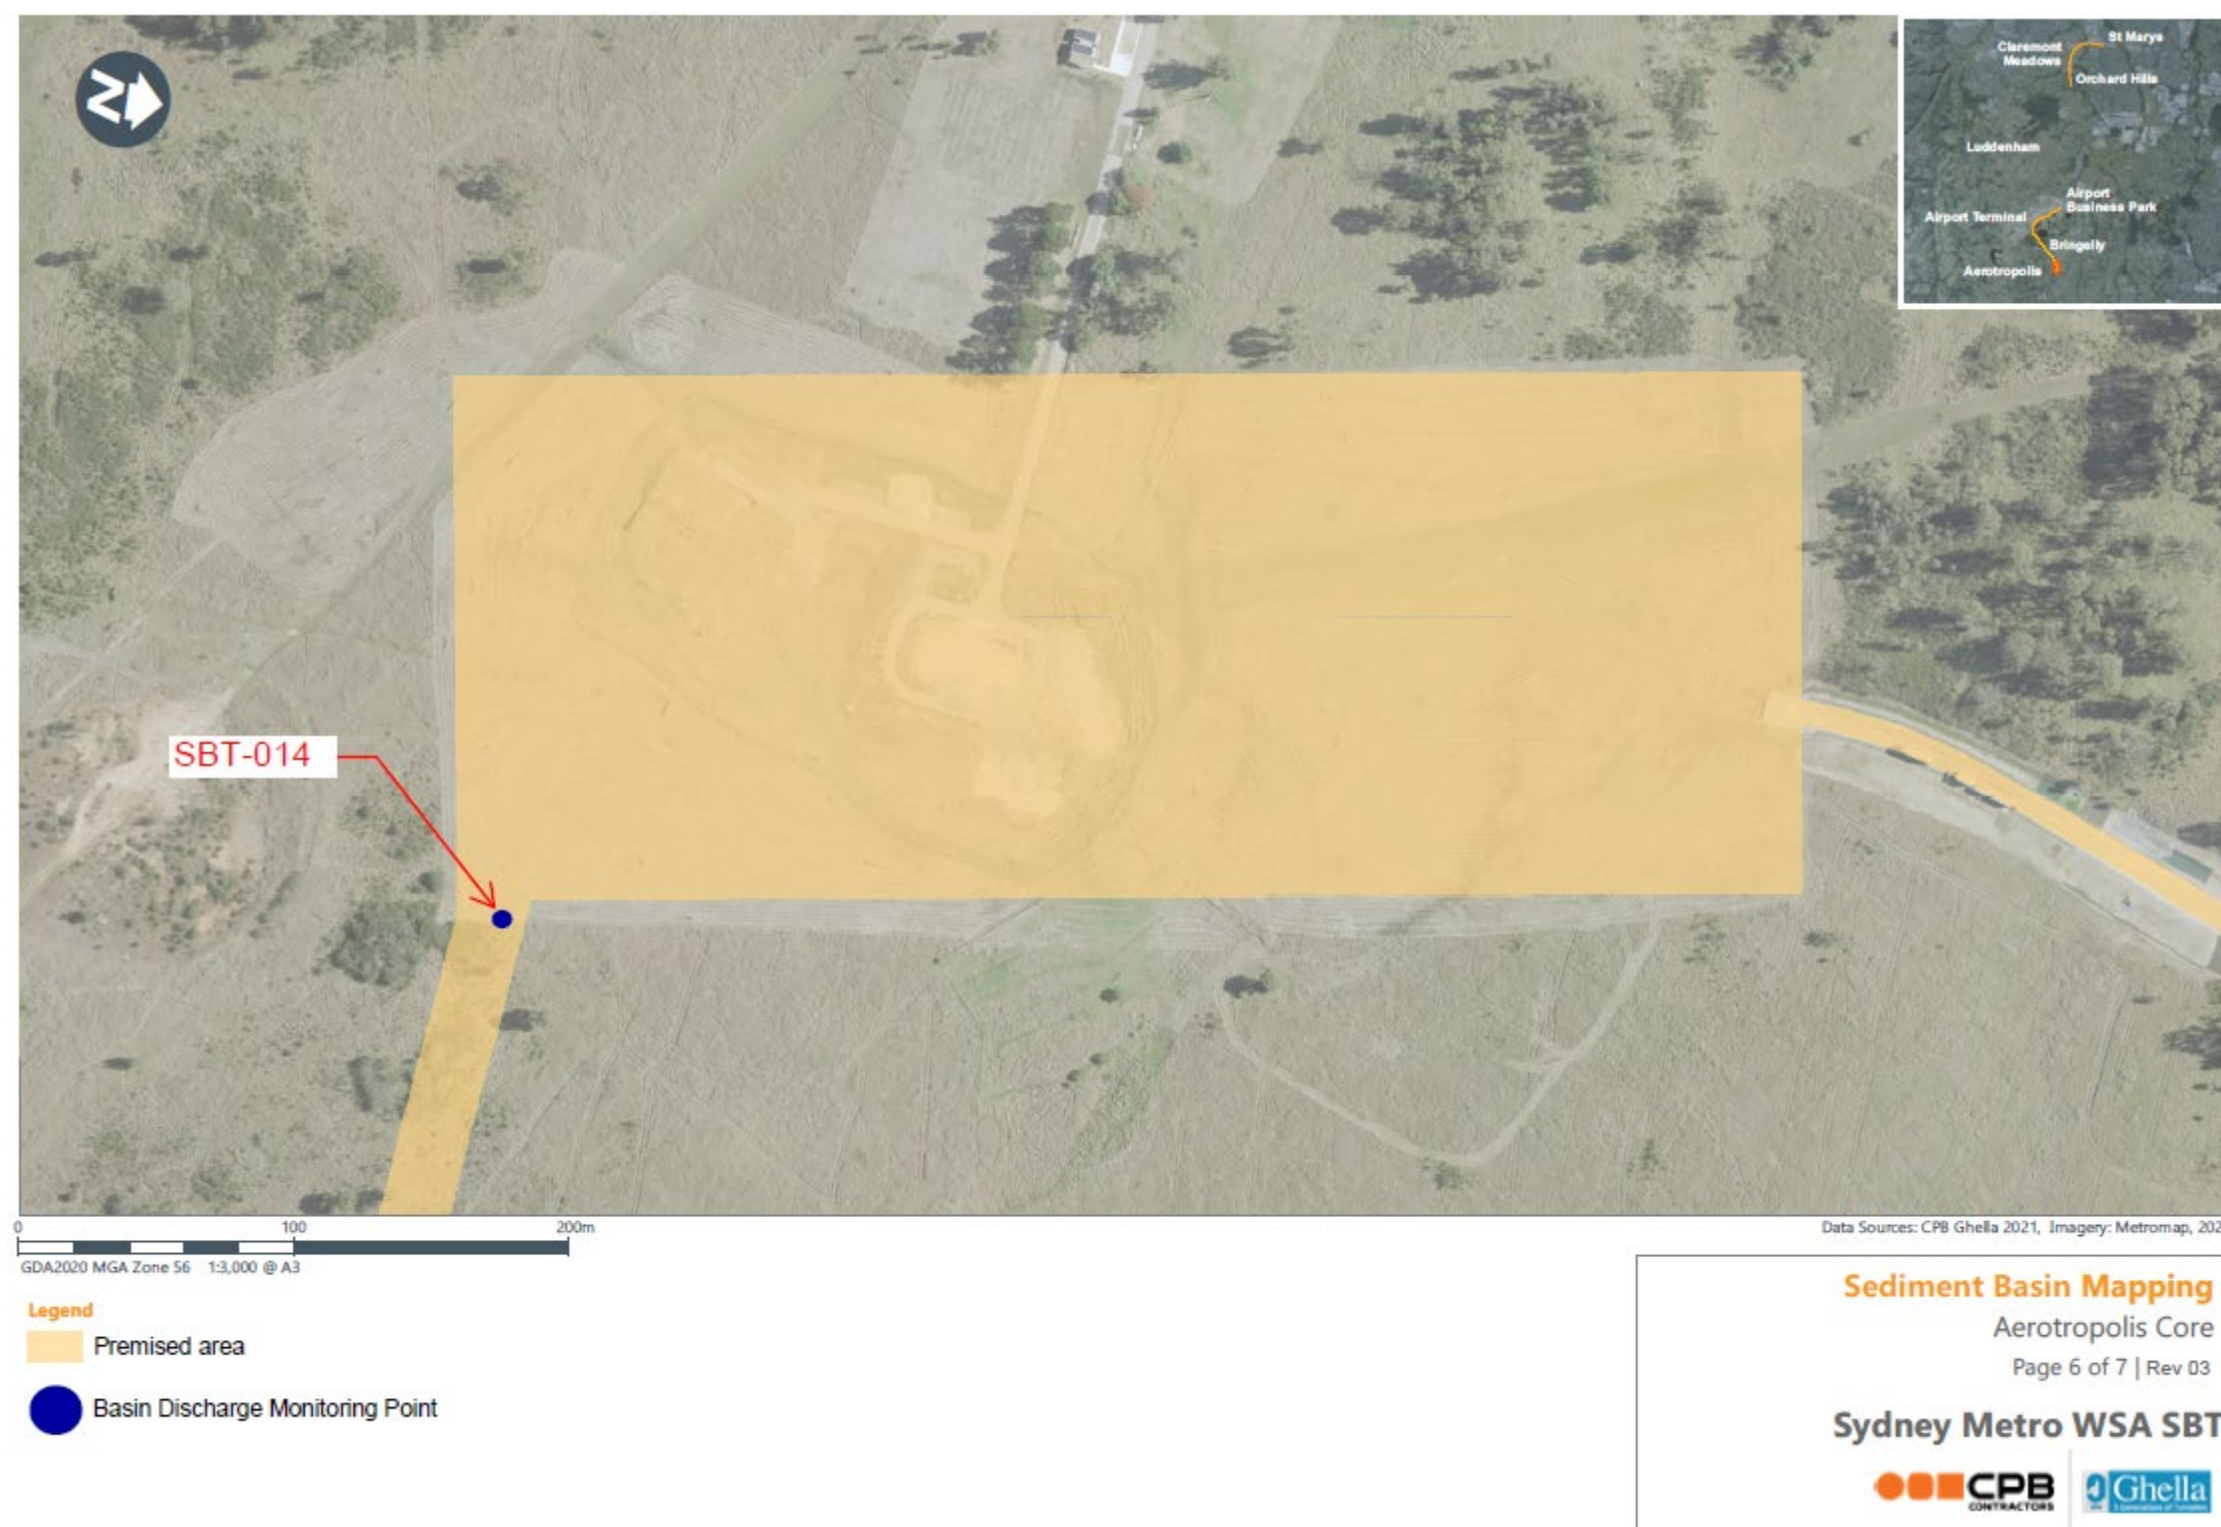 N
St Marys
Claremont
Meadows
Orchard Hills
Luddenham
Airport
Business Park
Airport Terminal
Bringelly
Aerotropolis
SBT-014
0 100 200m
GDA2020 MGA Zone 56 1:3,000 @ A3
Data Sources: CPB Ghella 2021, Imagery: Metromap, 202
Legend
Premised area
Basin Discharge Monitoring Point
Sediment Basin Mapping
Aerotropolis Core
Page 6 of 7 | Rev 03
Sydney Metro WSA SBT
CPB
CONTRACTORS
Ghella